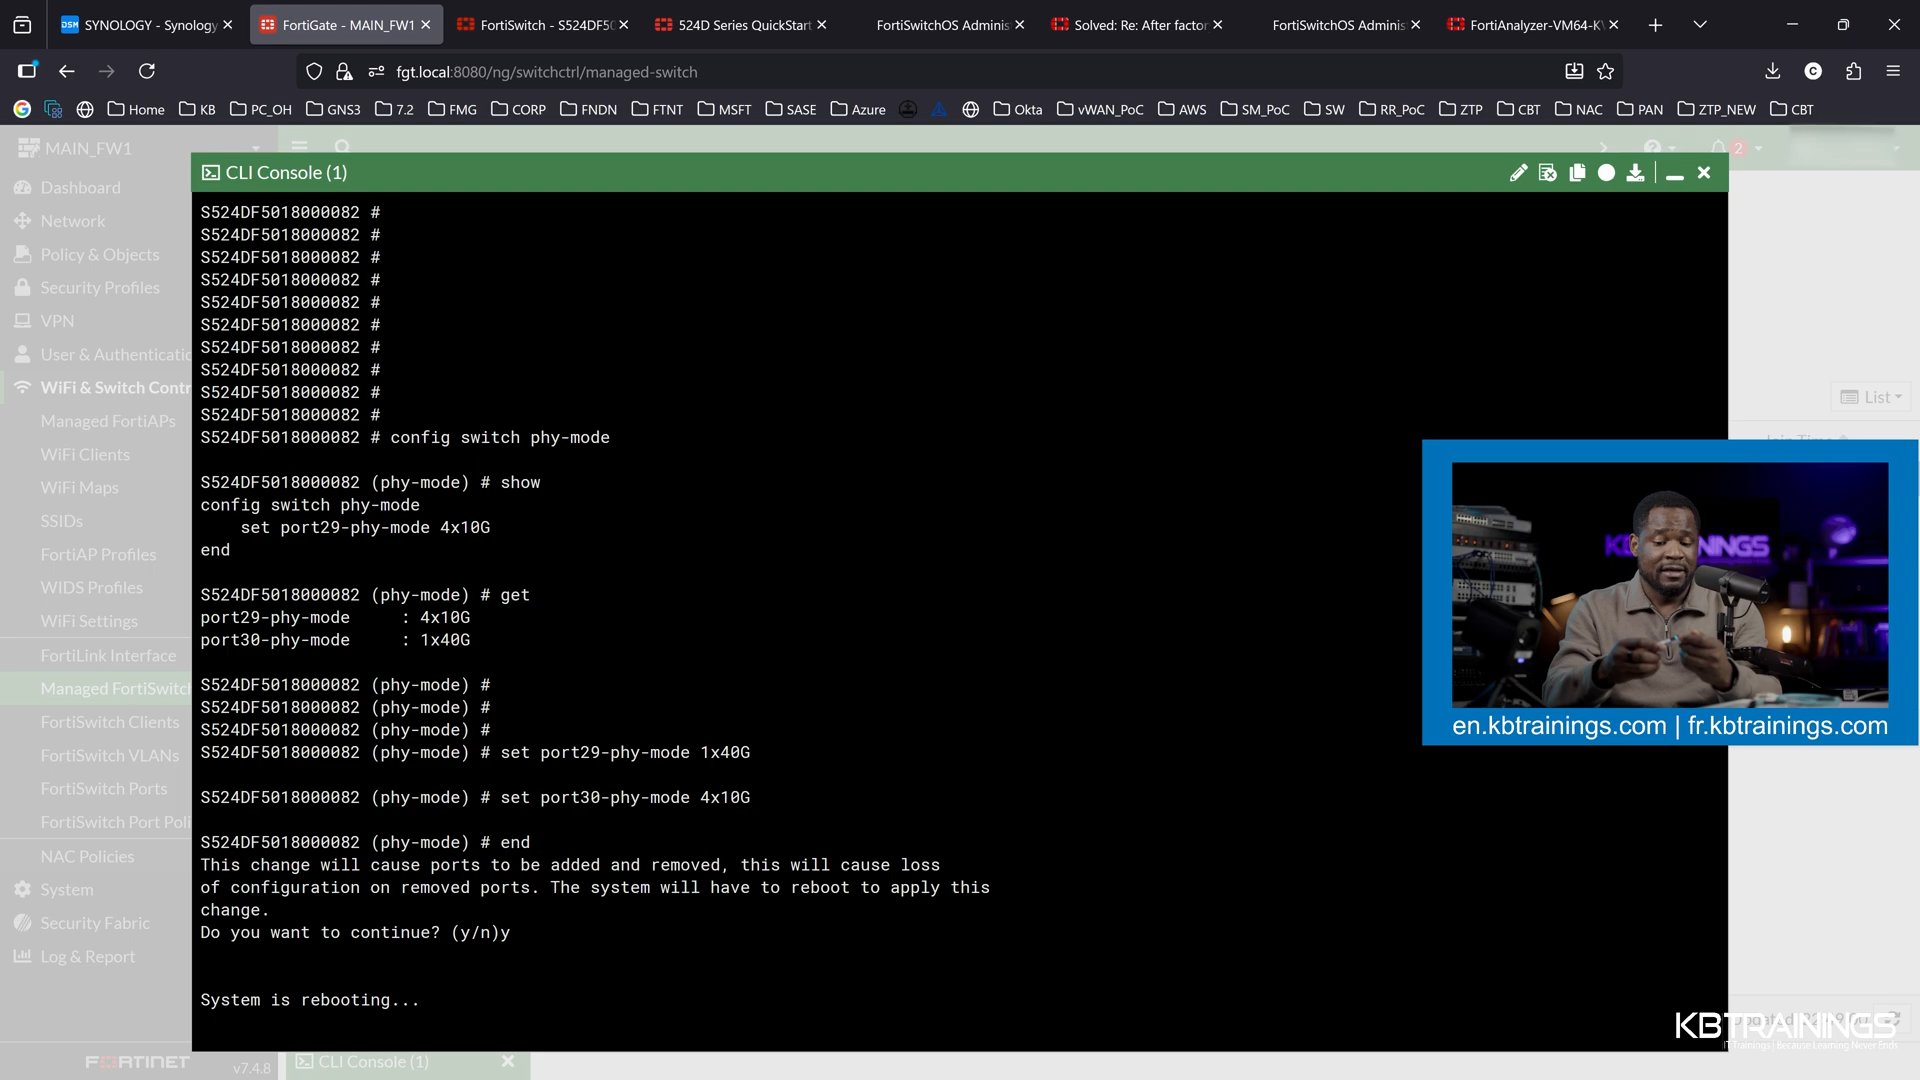 SYNOLOGY - Synology
FortiGate - MAIN_FW1
FortiSwitch - S524DF50
524D Series QuickStart
FortiSwitchOS Adminis
Solved: Re: After factor
FortiSwitchOS Adminis
FortiAnalyzer-VM64-KV
fgt.local:8080/ng/switchctrl/managed-switch
Home KB PC_OH GNS3 7.2 FMG CORP FNDN FTNT MSFT SASE Azure Okta vWAN_PoC AWS SM_PoC SW RR_PoC ZTP CBT NAC PAN ZTP_NEW CBT
MAIN_FW1
2
Dashboard
Network
Policy & Objects
Security Profiles
VPN
User & Authenticatio
WiFi & Switch Contr
Managed FortiAPs
WiFi Clients
WiFi Maps
SSIDs
FortiAP Profiles
WIDS Profiles
WiFi Settings
FortiLink Interface
Managed FortiSwitch
FortiSwitch Clients
FortiSwitch VLANs
FortiSwitch Ports
FortiSwitch Port Poli
NAC Policies
System
Security Fabric
Log & Report
FORTINET v7.4.8
CLI Console (1)
S524DF5018000082 #
S524DF5018000082 #
S524DF5018000082 #
S524DF5018000082 #
S524DF5018000082 #
S524DF5018000082 #
S524DF5018000082 #
S524DF5018000082 #
S524DF5018000082 #
S524DF5018000082 #
S524DF5018000082 # config switch phy-mode
S524DF5018000082 (phy-mode) # show
config switch phy-mode
set port29-phy-mode 4x10G
end
S524DF5018000082 (phy-mode) # get
port29-phy-mode : 4x10G
port30-phy-mode : 1x40G
S524DF5018000082 (phy-mode) #
S524DF5018000082 (phy-mode) #
S524DF5018000082 (phy-mode) #
S524DF5018000082 (phy-mode) # set port29-phy-mode 1x40G
S524DF5018000082 (phy-mode) # set port30-phy-mode 4x10G
S524DF5018000082 (phy-mode) # end
This change will cause ports to be added and removed, this will cause loss
of configuration on removed ports. The system will have to reboot to apply this
change.
Do you want to continue? (y/n)y
System is rebooting...
CLI Console (1)
List
en.kbtrainings.com | fr.kbtrainings.com
KBTRAININGS
IT Trainings | Because Learning Never Ends